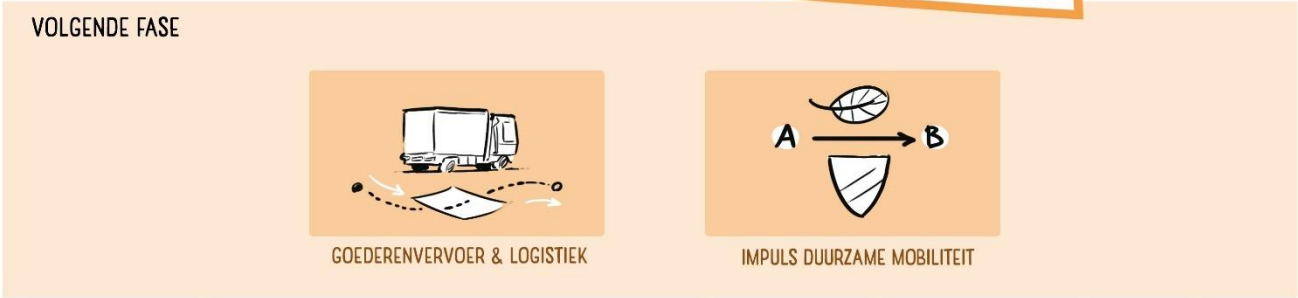 VOLGENDE FASE
A
B
GOEDERENVERVOER & LOGISTIEK
IMPULS DUURZAME MOBILITEIT